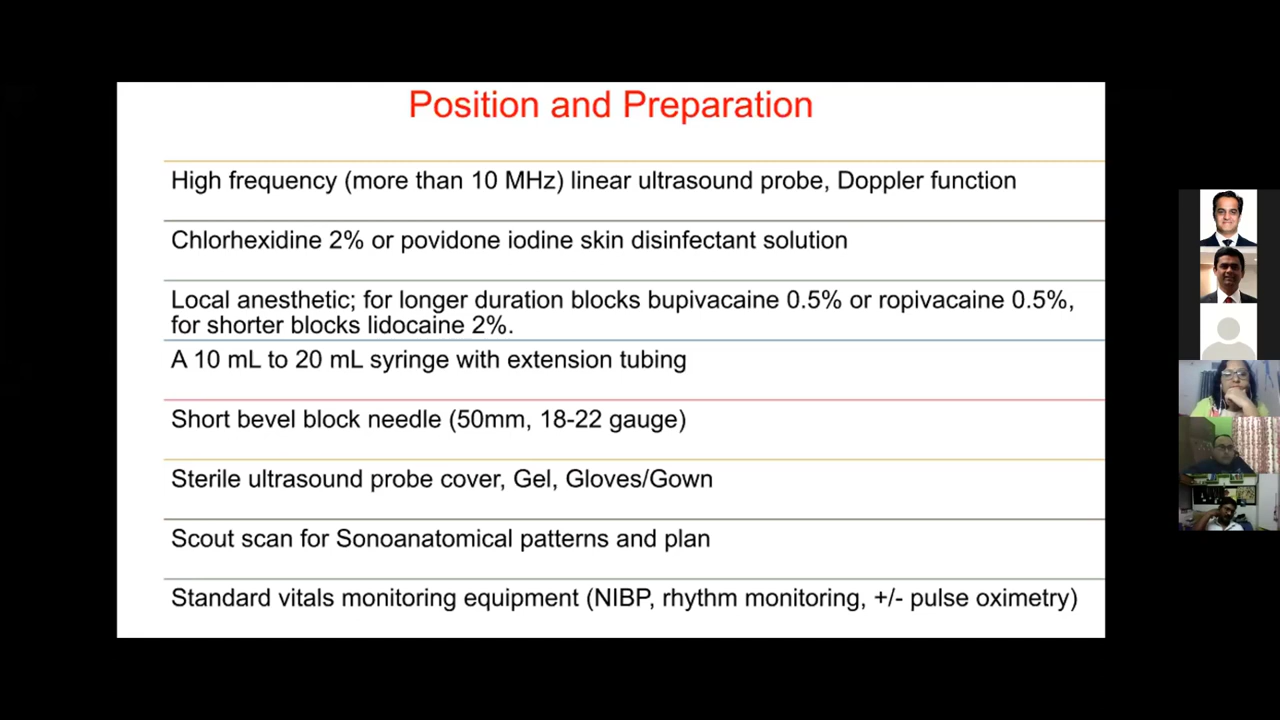 Position and Preparation
High frequency (more than 10 MHz) linear ultrasound probe, Doppler function
Chlorhexidine 2% or povidone iodine skin disinfectant solution
Local anesthetic; for longer duration blocks bupivacaine 0.5% or ropivacaine 0.5%,
for shorter blocks lidocaine 2%.
A 10 mL to 20 mL syringe with extension tubing
Short bevel block needle (50mm, 18-22 gauge)
Sterile ultrasound probe cover, Gel, Gloves/Gown
Scout scan for Sonoanatomical patterns and plan
Standard vitals monitoring equipment (NIBP, rhythm monitoring, +/- pulse oximetry)